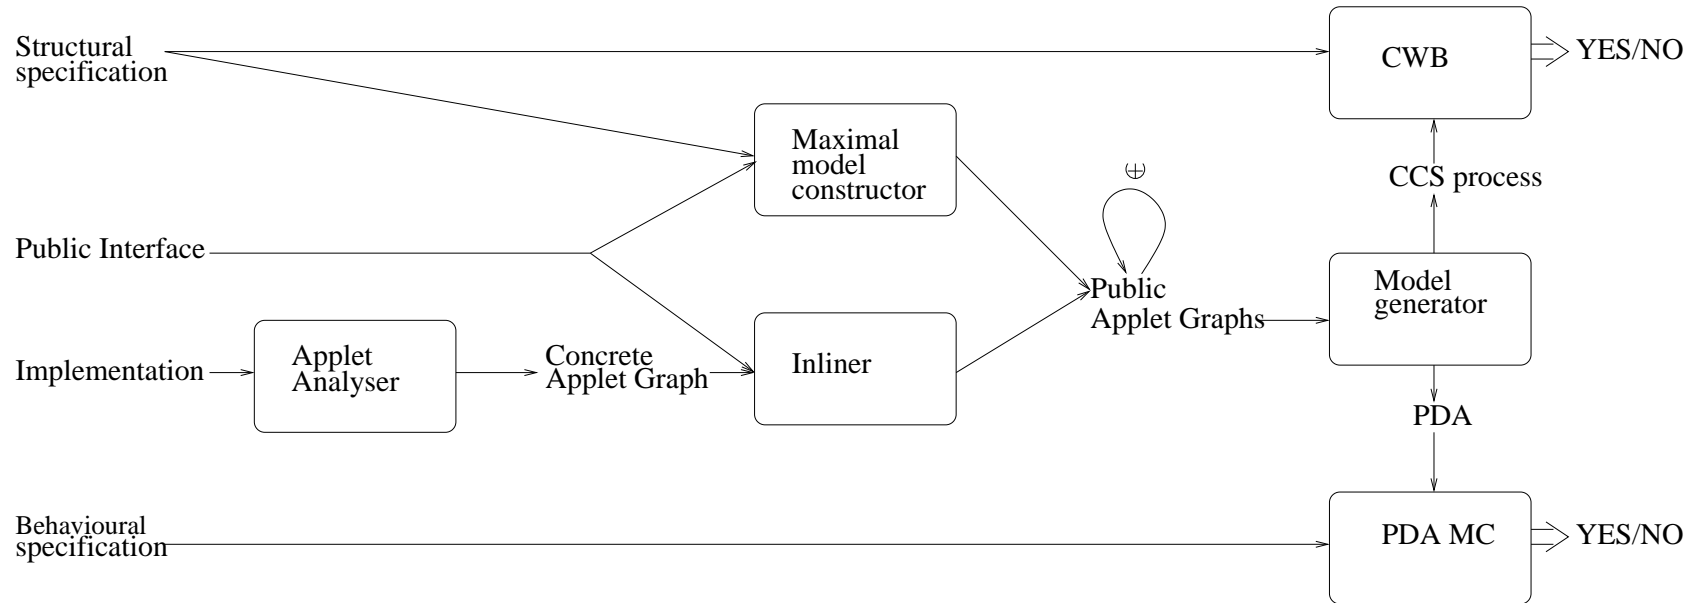 Structural
specification
CWB
YES/NO
Maximal
model
constructor
⊕
CCS process
Public Interface
Public
Applet Graphs
Model
generator
Implementation
Applet
Analyser
Concrete
Applet Graph
Inliner
PDA
Behavioural
specification
PDA MC
YES/NO